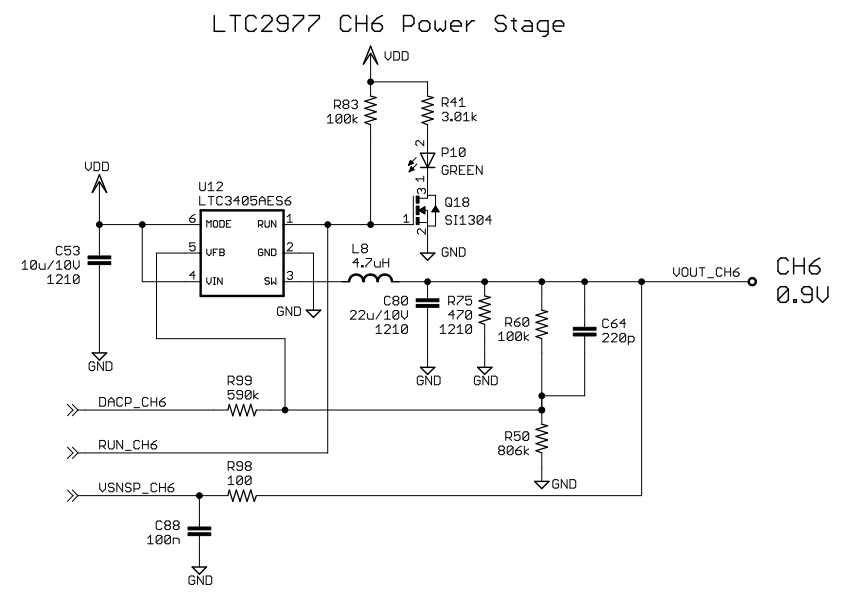 LTC2977 CH6 Power Stage
VDD
R83
100k
R41
3.01k
2
P10
GREEN
1
VDD
U12
LTC3405AES6
3
Q18
SI1304
1
2
GND
6 MODE RUN 1
5 VFB GND 2
4 VIN SW 3
C53
10u/10V
1210
GND
L8
4.7uH
GND
VOUT_CH6
CH6
0.9V
C80
22u/10V
1210
R75
470
1210
R60
100k
C64
220p
GND
GND
GND
R99
590k
DACP_CH6
R50
806k
RUN_CH6
GND
R98
100
VSNSP_CH6
C88
100n
GND